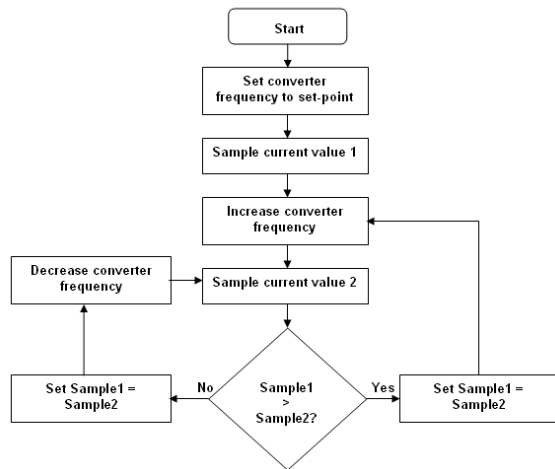 Start
Set converter
frequency to set-point
Sample current value 1
Increase converter
frequency
Decrease converter
frequency
Sample current value 2
No
Sample1
>
Sample2?
Yes
Set Sample1 =
Sample2
Set Sample1 =
Sample2